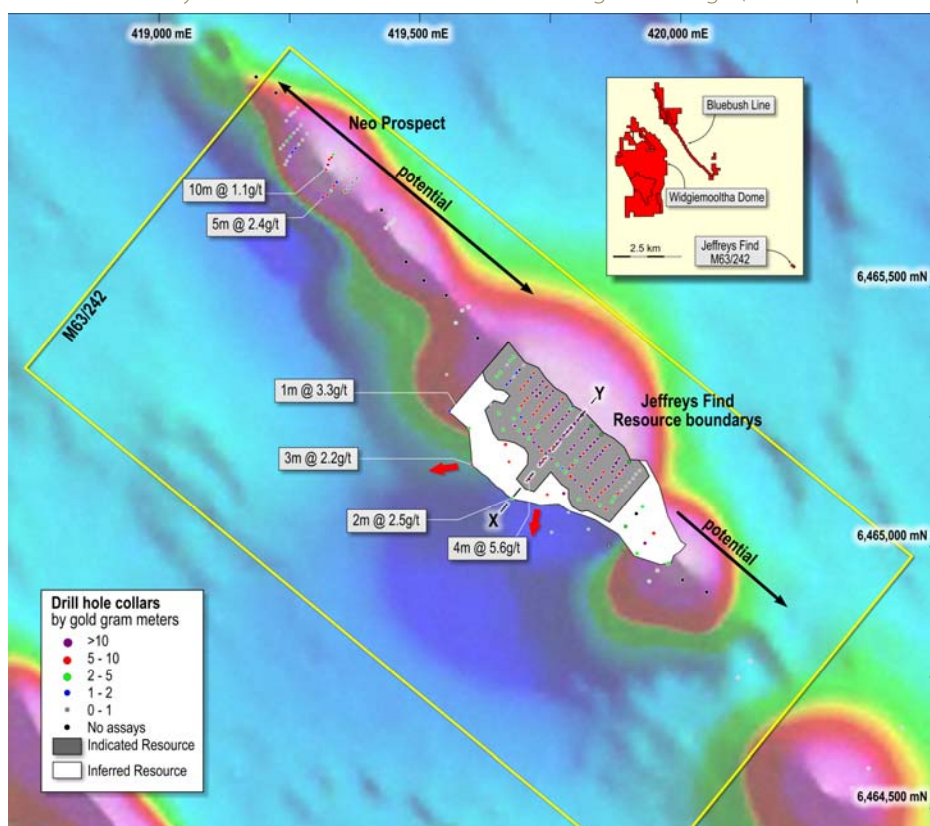 419,000 mE
419,500 mE
420,000 mE
Neo Prospect
potential
Bluebush Line
Widgiemooltha Dome
2.5 km
Jeffreys Find
M63/242
10m @ 1.1g/t
5m @ 2.4g/t
6,465,500 mN
M63/242
1m @ 3.3g/t
Y
Jeffreys Find
Resource boundarys
3m @ 2.2g/t
2m @ 2.5g/t
X
4m @ 5.6g/t
potential
6,465,000 mN
Drill hole collars
by gold gram meters
>10
5 - 10
2 - 5
1 - 2
0 - 1
No assays
Indicated Resource
Inferred Resource
6,464,500 mN